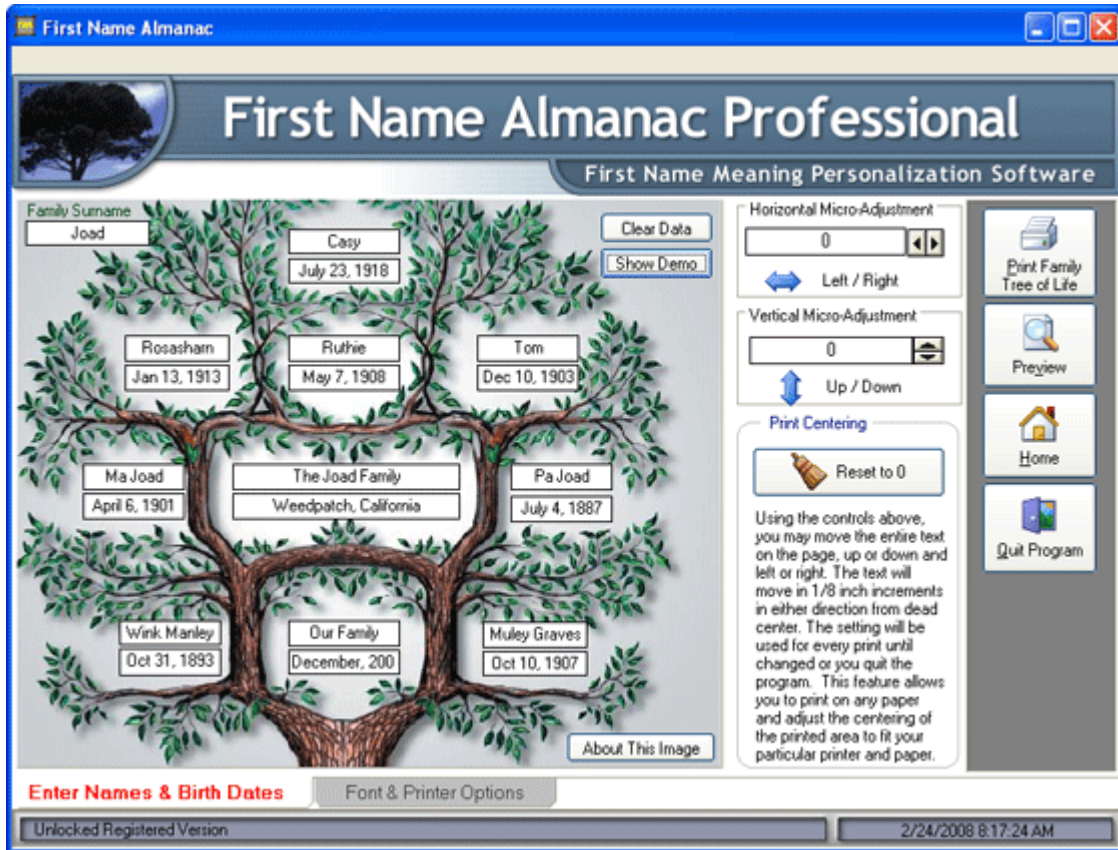 First Name Almanac
First Name Almanac Professional
First Name Meaning Personalization Software
Family Surname
Joad
Casy
July 23, 1918
Clear Data
Show Demo
Rosasharn
Jan 13, 1913
Ruthie
May 7, 1908
Tom
Dec 10, 1903
Ma Joad
April 6, 1901
The Joad Family
Weedpatch, California
Pa Joad
July 4, 1887
Wink Manley
Oct 31, 1893
Our Family
December, 200
Muley Graves
Oct 10, 1907
About This Image
Horizontal Micro-Adjustment
0
Left / Right
Vertical Micro-Adjustment
0
Up / Down
Print Centering
Reset to 0
Using the controls above,
you may move the entire text
on the page, up or down and
left or right. The text will
move in 1/8 inch increments
in either direction from dead
center. The setting will be
used for every print until
changed or you quit the
program. This feature allows
you to print on any paper
and adjust the centering of
the printed area to fit your
particular printer and paper.
Print Family
Tree of Life
Preview
Home
Quit Program
Enter Names & Birth Dates
Font & Printer Options
Unlocked Registered Version
2/24/2008 8:17:24 AM